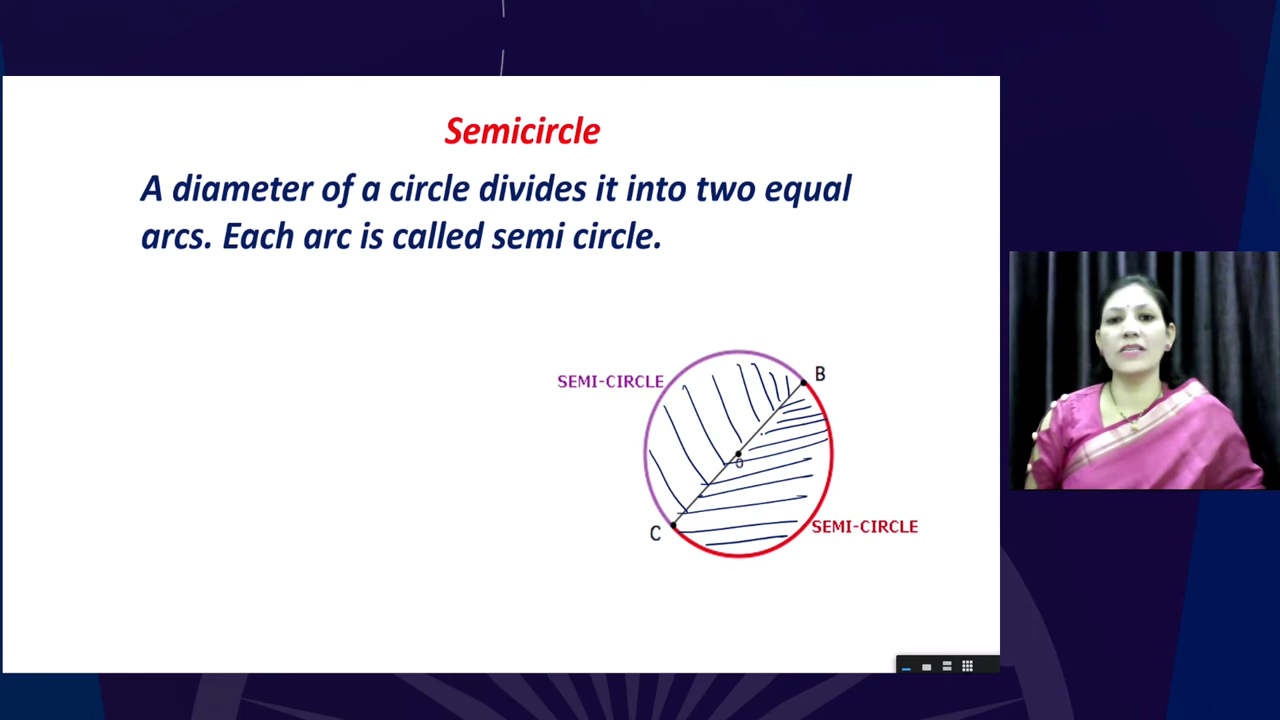 Semicircle
A diameter of a circle divides it into two equal
arcs. Each arc is called semi circle.
B
SEMI-CIRCLE
O
C
SEMI-CIRCLE